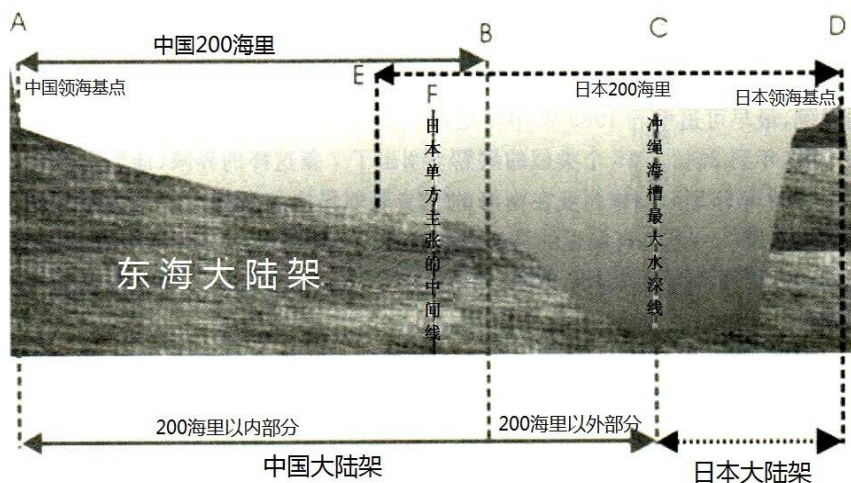 A
B
C
D
中国200海里
E
日本200海里
中国领海基点
F
日本领海基点
日本单方主张的中间线
冲绳海槽最大水深线
东海大陆架
200海里以内部分
200海里以外部分
中国大陆架
日本大陆架